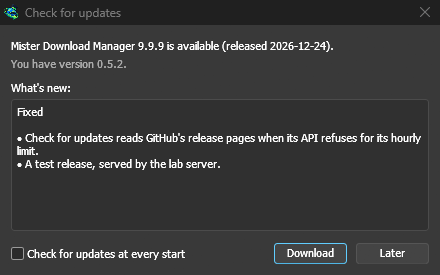 Check for updates
Mister Download Manager 9.9.9 is available (released 2026-12-24).
You have version 0.5.2.
What's new:
Fixed
• Check for updates reads GitHub's release pages when its API refuses for its hourly
limit.
• A test release, served by the lab server.
Check for updates at every start
Download
Later